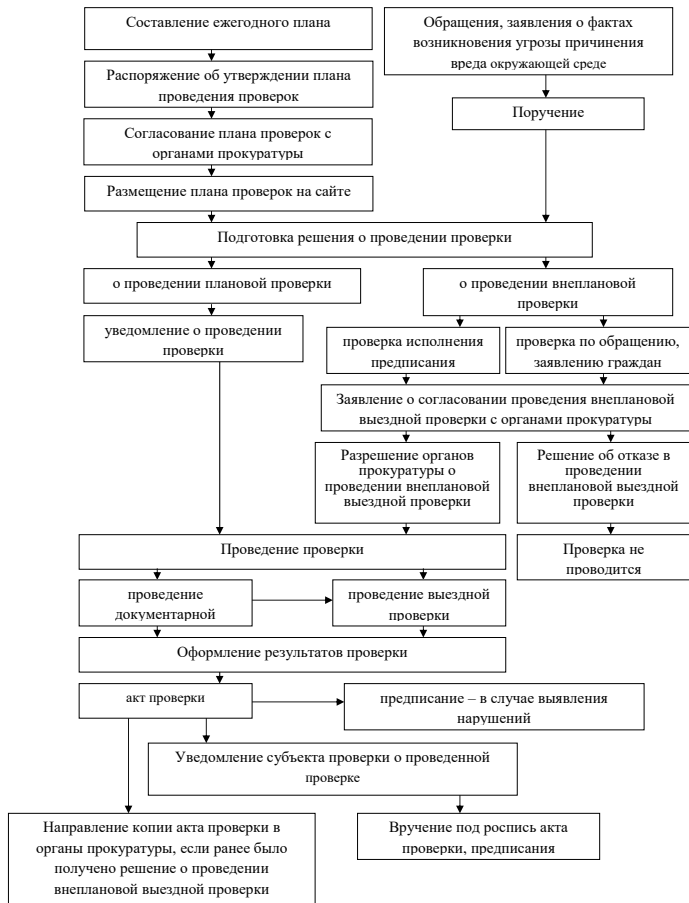 Составление ежегодного плана
Обращения, заявления о фактах
возникновения угрозы причинения
вреда окружающей среде
Распоряжение об утверждении плана
проведения проверок
Поручение
Согласование плана проверок с
органами прокуратуры
Размещение плана проверок на сайте
Подготовка решения о проведении проверки
о проведении плановой проверки
о проведении внеплановой
проверки
уведомление о проведении
проверки
проверка исполнения
предписания
проверка по обращению,
заявлению граждан
Заявление о согласовании проведения внеплановой
выездной проверки с органами прокуратуры
Разрешение органов
прокуратуры о
проведении внеплановой
выездной проверки
Решение об отказе в
проведении
внеплановой выездной
проверки
Проведение проверки
Проверка не
проводится
проведение
документарной
проведение выездной
проверки
Оформление результатов проверки
акт проверки
предписание – в случае выявления
нарушений
Уведомление субъекта проверки о проведенной
проверке
Направление копии акта проверки в
органы прокуратуры, если ранее было
получено решение о проведении
внеплановой выездной проверки
Вручение под роспись акта
проверки, предписания